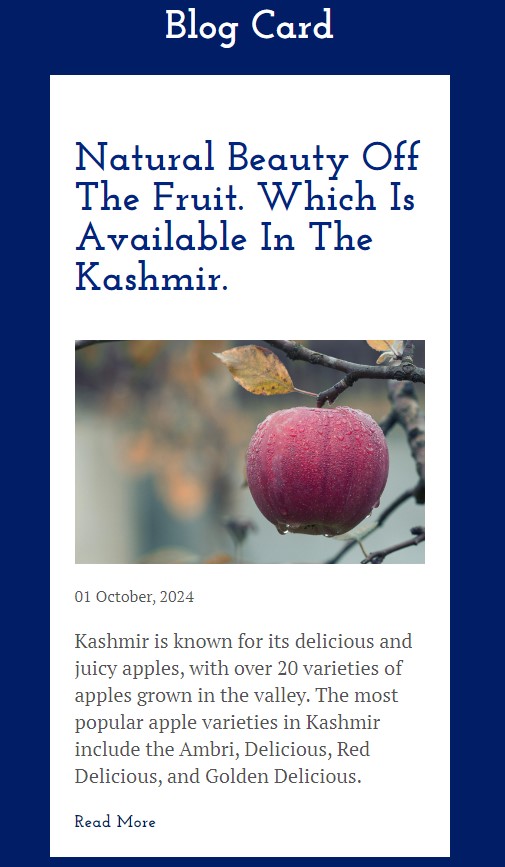 Blog Card
Natural Beauty Off
The Fruit. Which Is
Available In The
Kashmir.
01 October, 2024
Kashmir is known for its delicious and
juicy apples, with over 20 varieties of
apples grown in the valley. The most
popular apple varieties in Kashmir
include the Ambri, Delicious, Red
Delicious, and Golden Delicious.
Read More